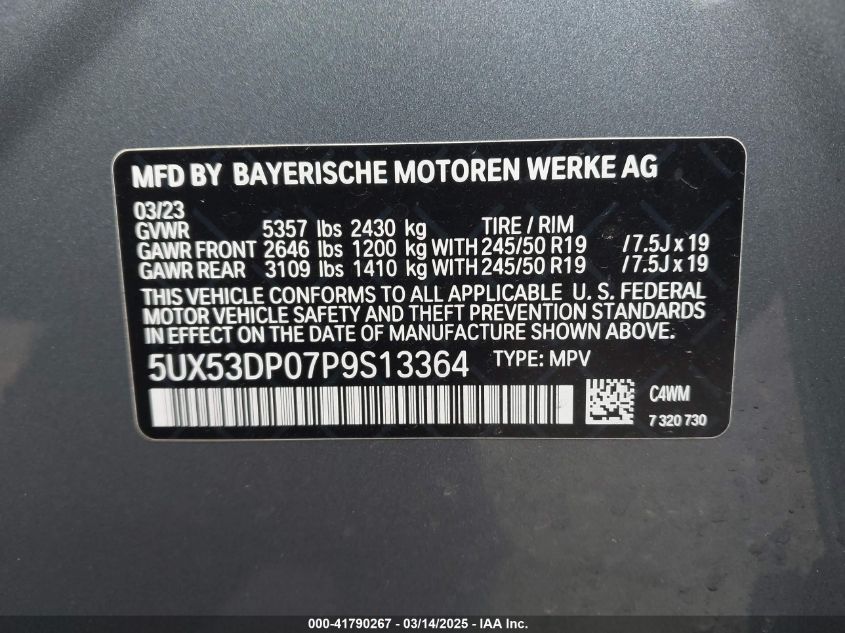 MFD BY BAYERISCHE MOTOREN WERKE AG
03/23
GVWR 5357 lbs 2430 kg TIRE / RIM
GAWR FRONT 2646 lbs 1200 kg WITH 245/50 R19 / 7.5J x 19
GAWR REAR 3109 lbs 1410 kg WITH 245/50 R19 / 7.5J x 19
THIS VEHICLE CONFORMS TO ALL APPLICABLE U. S. FEDERAL
MOTOR VEHICLE SAFETY AND THEFT PREVENTION STANDARDS
IN EFFECT ON THE DATE OF MANUFACTURE SHOWN ABOVE.
5UX53DP07P9S13364 TYPE: MPV
C4WM
7 320 730
000-41790267 - 03/14/2025 - IAA Inc.